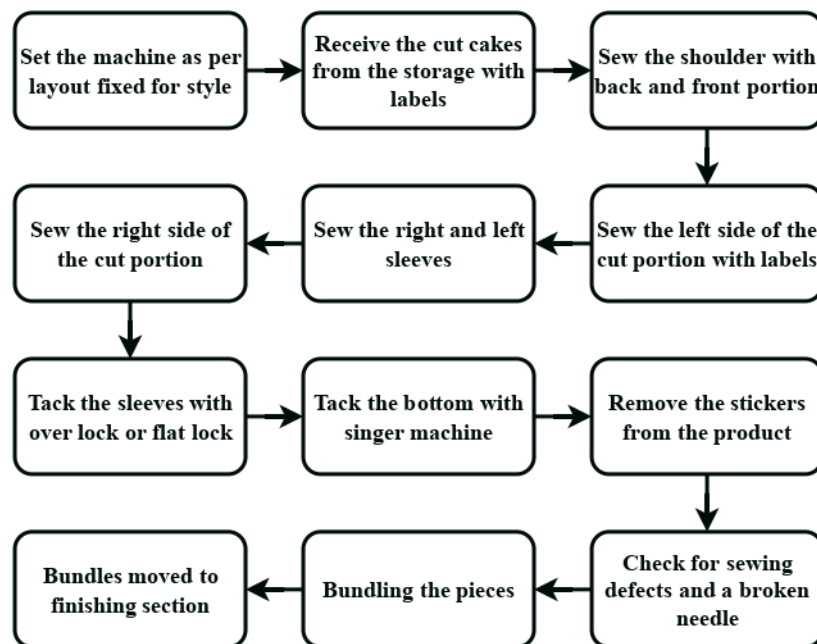 Set the machine as per
layout fixed for style
Receive the cut cakes
from the storage with
labels
Sew the shoulder with
back and front portion
Sew the left side of the
cut portion with labels
Sew the right and left
sleeves
Sew the right side of
the cut portion
Tack the sleeves with
over lock or flat lock
Tack the bottom with
singer machine
Remove the stickers
from the product
Check for sewing
defects and a broken
needle
Bundling the pieces
Bundles moved to
finishing section